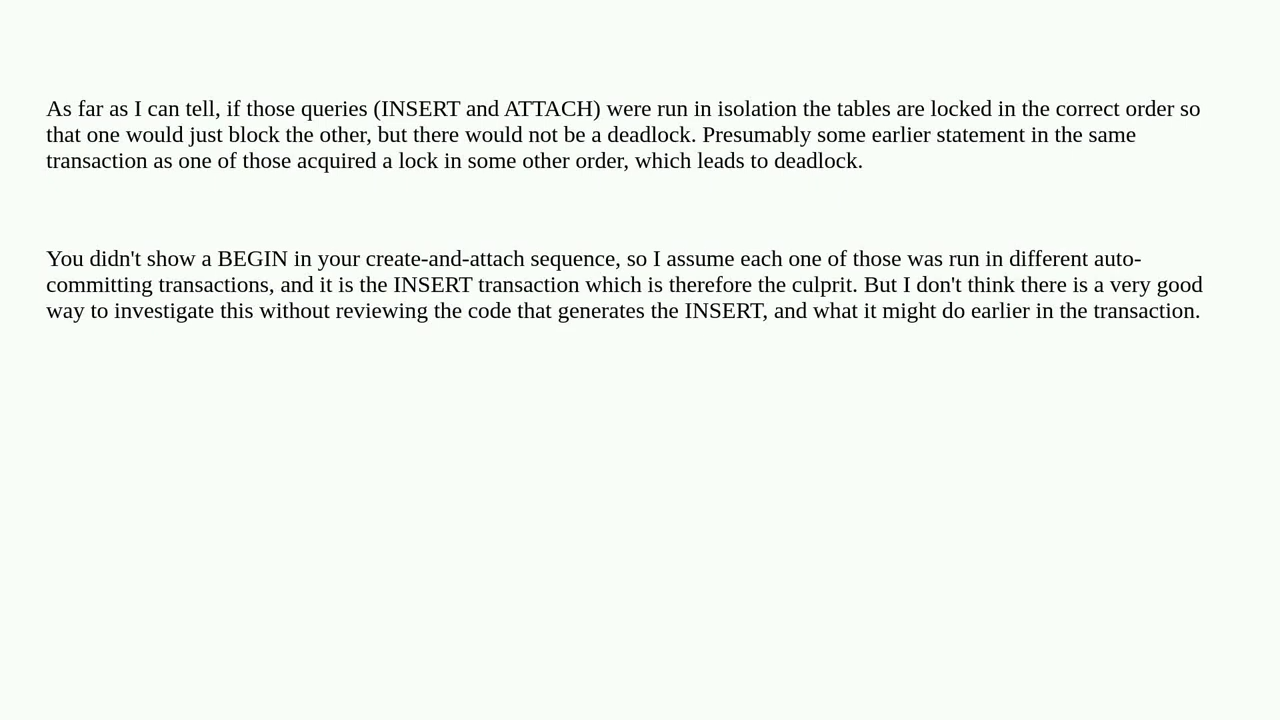 As far as I can tell, if those queries (INSERT and ATTACH) were run in isolation the tables are locked in the correct order so
that one would just block the other, but there would not be a deadlock. Presumably some earlier statement in the same
transaction as one of those acquired a lock in some other order, which leads to deadlock.
You didn't show a BEGIN in your create-and-attach sequence, so I assume each one of those was run in different auto-
committing transactions, and it is the INSERT transaction which is therefore the culprit. But I don't think there is a very good
way to investigate this without reviewing the code that generates the INSERT, and what it might do earlier in the transaction.